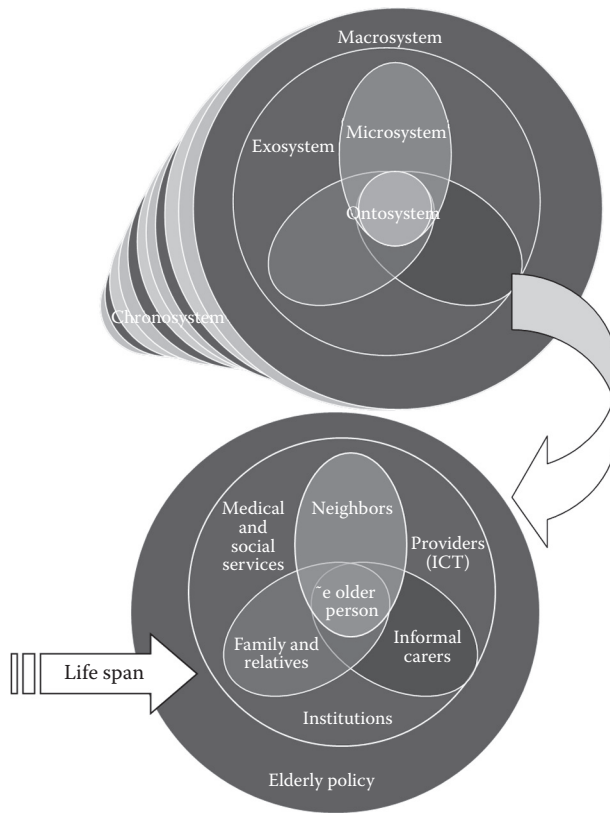 Macrosystem
Microsystem
Exosystem
Ontosystem
Chronosystem
Neighbors
Medical
and
social
services
Providers
(ICT)
˜e older
person
Family and
relatives
Informal
carers
Life span
Institutions
Elderly policy